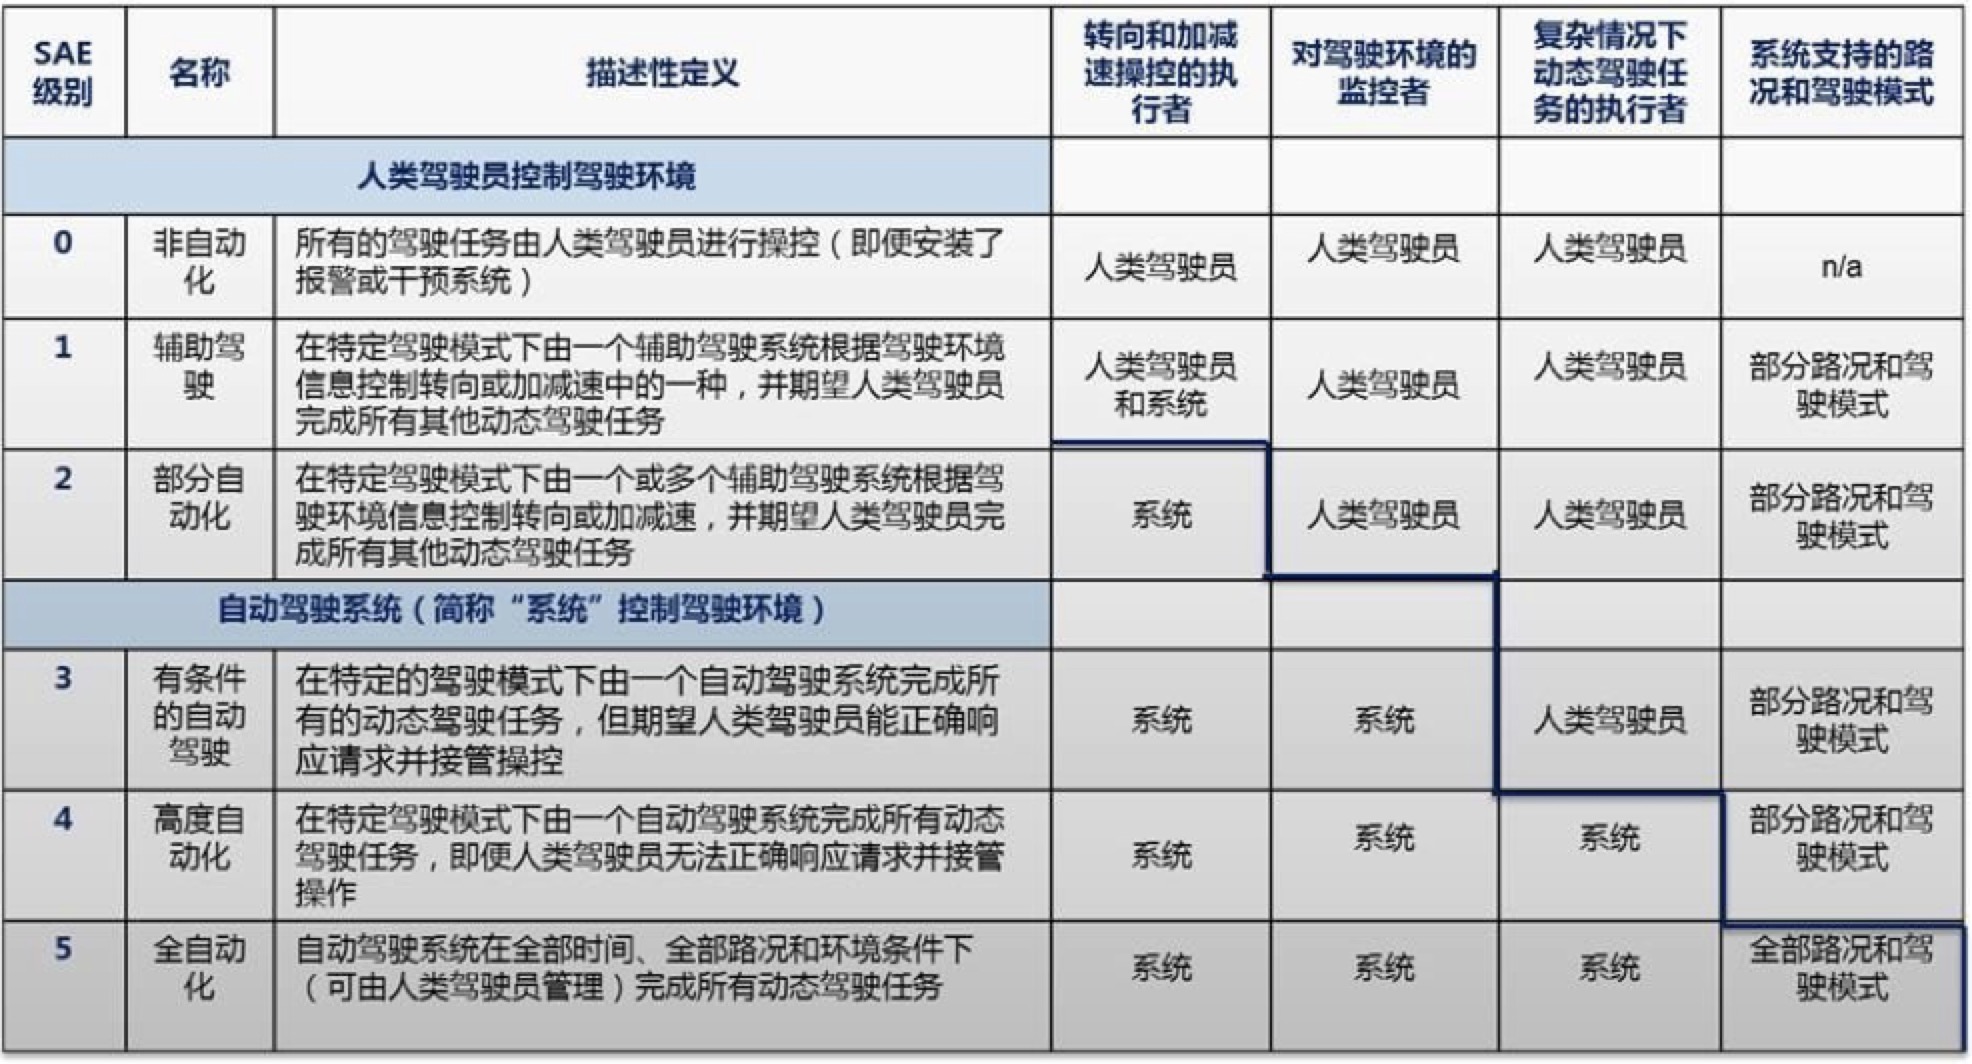 SAE
级别
名称
描述性定义
转向和加减
速操控的执
行者
对驾驶环境的
监控者
复杂情况下
动态驾驶任
务的执行者
系统支持的路
况和驾驶模式
人类驾驶员控制驾驶环境
0
非自动
化
所有的驾驶任务由人类驾驶员进行操控（即便安装了
报警或干预系统）
人类驾驶员
人类驾驶员
人类驾驶员
n/a
1
辅助驾
驶
在特定驾驶模式下由一个辅助驾驶系统根据驾驶环境
信息控制转向或加减速中的一种，并期望人类驾驶员
完成所有其他动态驾驶任务
人类驾驶员
和系统
人类驾驶员
人类驾驶员
部分路况和驾
驶模式
2
部分自
动化
在特定驾驶模式下由一个或多个辅助驾驶系统根据驾
驶环境信息控制转向或加减速，并期望人类驾驶员完
成所有其他动态驾驶任务
系统
人类驾驶员
人类驾驶员
部分路况和驾
驶模式
自动驾驶系统（简称“系统”控制驾驶环境）
3
有条件
的自动
驾驶
在特定的驾驶模式下由一个自动驾驶系统完成所
有的动态驾驶任务，但期望人类驾驶员能正确响
应请求并接管操控
系统
系统
人类驾驶员
部分路况和驾
驶模式
4
高度自
动化
在特定驾驶模式下由一个自动驾驶系统完成所有动态
驾驶任务，即便人类驾驶员无法正确响应请求并接管
操作
系统
系统
系统
部分路况和驾
驶模式
5
全自动
化
自动驾驶系统在全部时间、全部路况和环境条件下
（可由人类驾驶员管理）完成所有动态驾驶任务
系统
系统
系统
全部路况和驾
驶模式